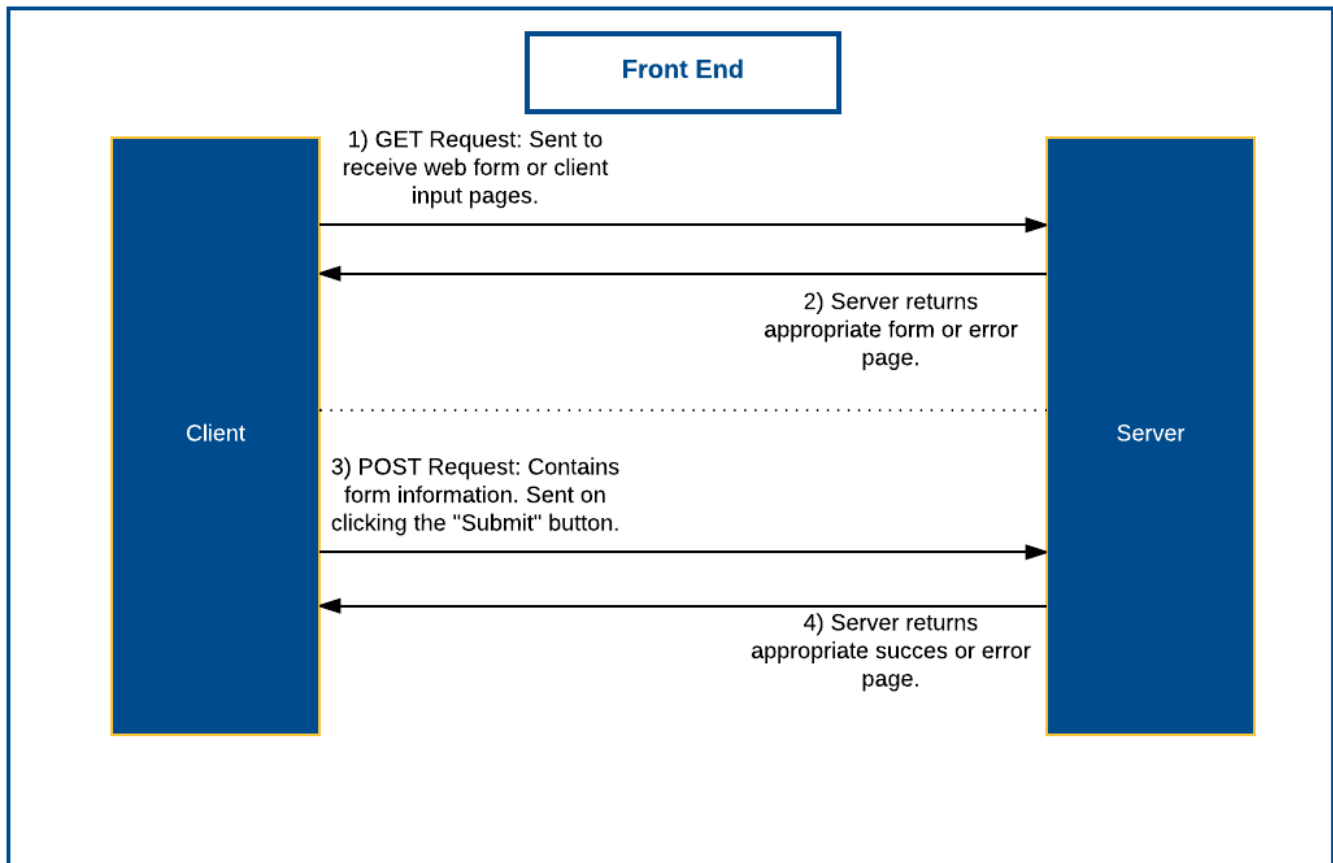 Front End
1) GET Request: Sent to
receive web form or client
input pages.
2) Server returns
appropriate form or error
page.
Client
Server
3) POST Request: Contains
form information. Sent on
clicking the "Submit" button.
4) Server returns
appropriate succes or error
page.